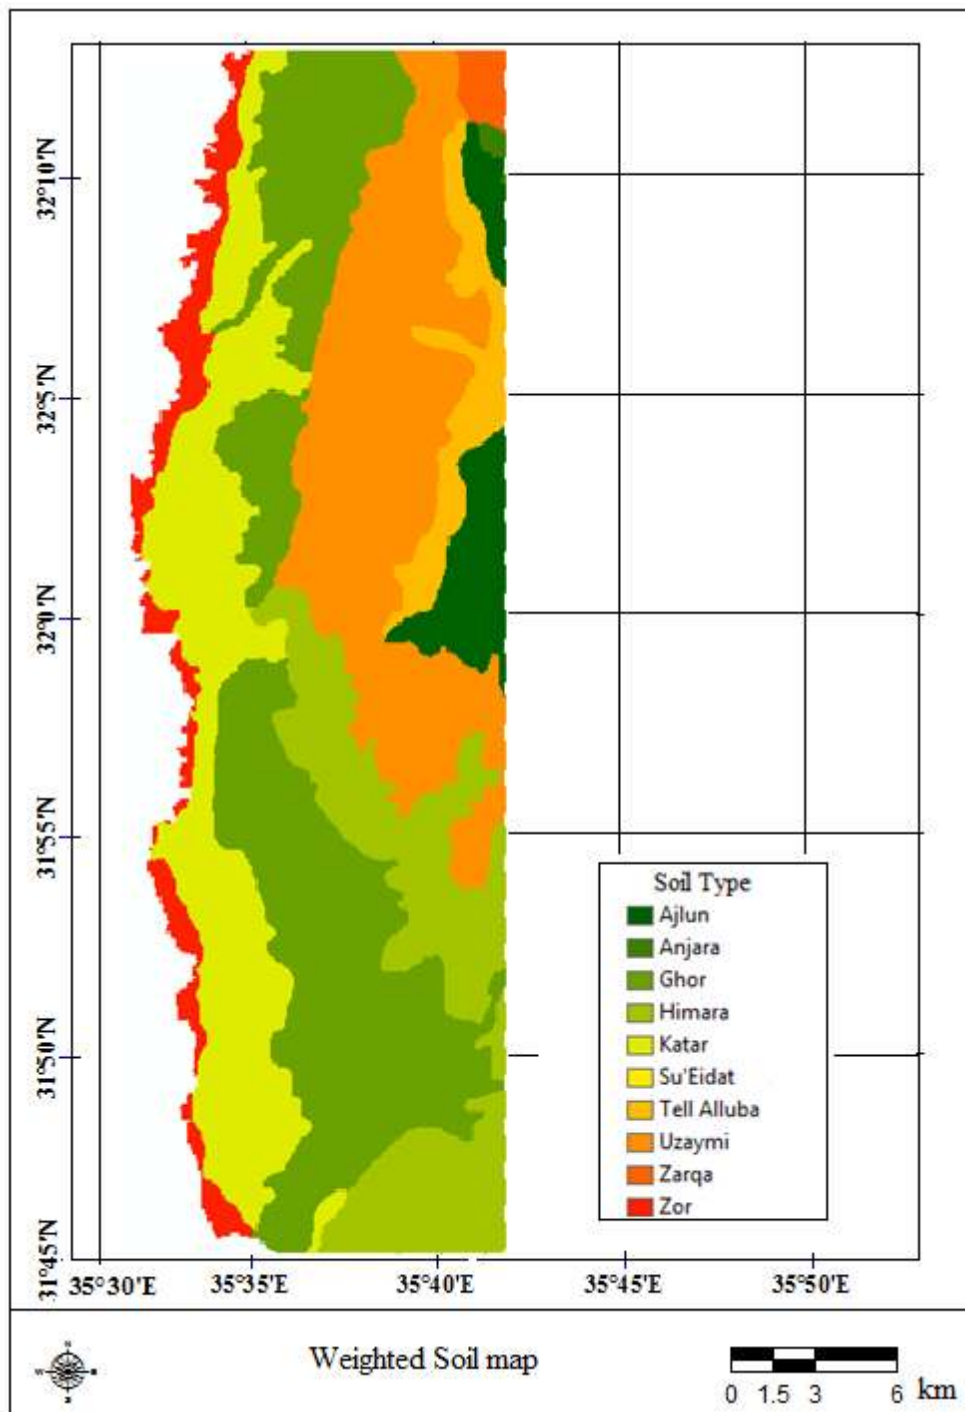 32°10'N
32°5'N
32°0'N
31°55'N
31°50'N
31°45'N
Soil Type
Ajlun
Anjara
Ghor
Himara
Katar
Su'Eidat
Tell Alluba
Uzaymi
Zarqa
Zor
35°30'E 35°35'E 35°40'E 35°45'E 35°50'E
Weighted Soil map
0 1.5 3 6 km